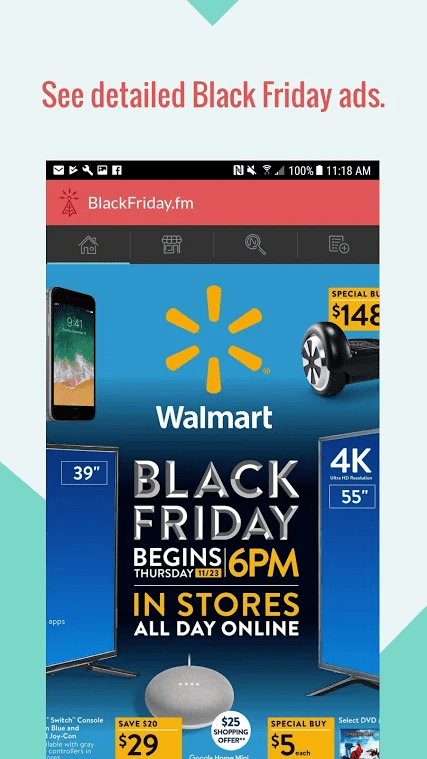 See detailed Black Friday ads.
100% 11:18 AM
BlackFriday.fm
9:41
SPECIAL BU
$148
Walmart
39"
4K
Ultra HD Resolution
55"
BLACK
FRIDAY
BEGINS
THURSDAY 11/23
6PM
IN STORES
ALL DAY ONLINE
apps
" Switch™ Console
n Blue and
l Joy-Con
lable with gray
controllers in
ores
SAVE $20
$29
$25
SHOPPING
OFFER**
Google Home Mini
SPECIAL BUY
$5 each
Select DVD